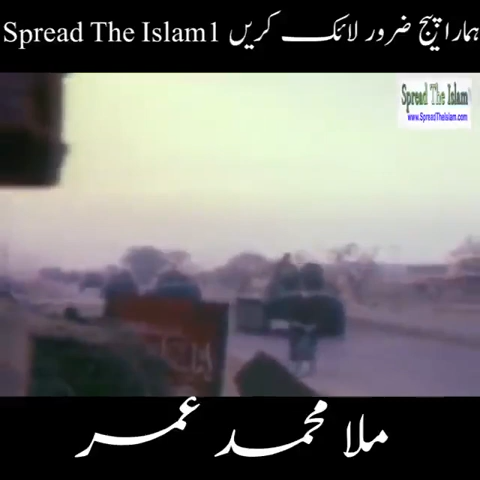 ہمارا پیج ضرور لائک کریں Spread The Islam1
Spread The Islam
www.SpreadTheIslam.com
ملا محمد عمر